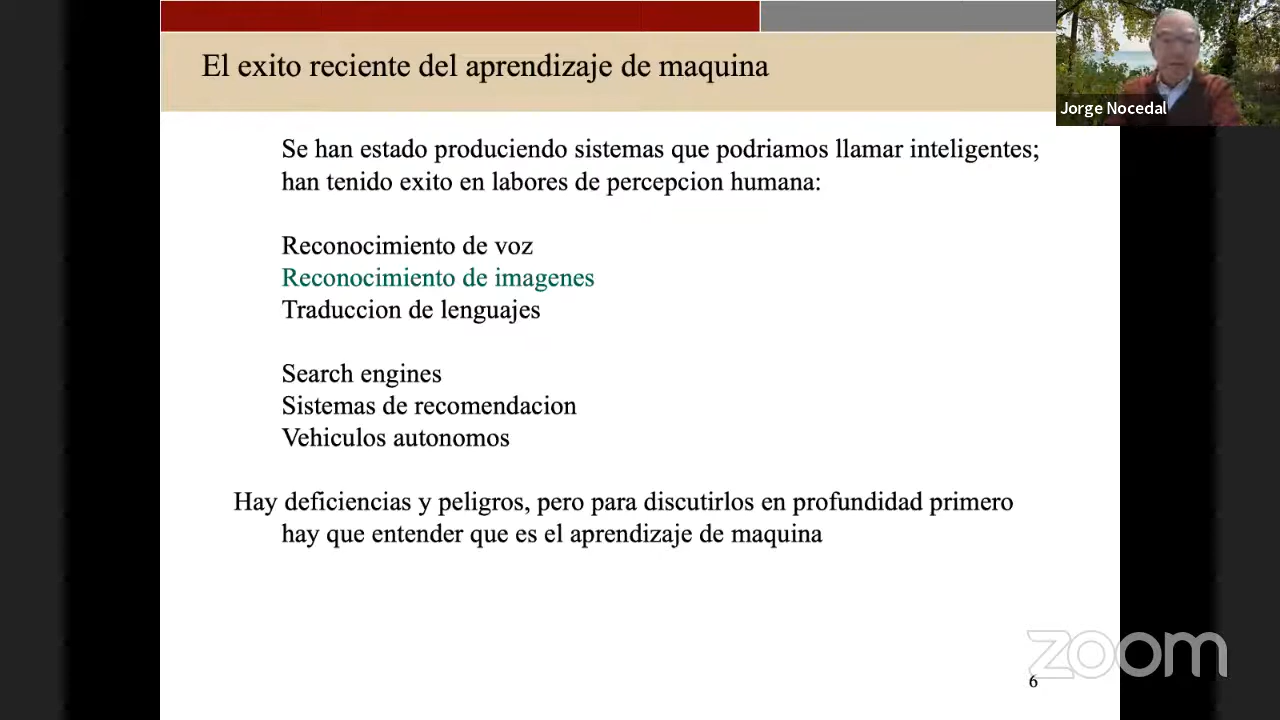 El exito reciente del aprendizaje de maquina
Jorge Nocedal
Se han estado produciendo sistemas que podriamos llamar inteligentes;
han tenido exito en labores de percepcion humana:
Reconocimiento de voz
Reconocimiento de imagenes
Traduccion de lenguajes
Search engines
Sistemas de recomendacion
Vehiculos autonomos
Hay deficiencias y peligros, pero para discutirlos en profundidad primero
hay que entender que es el aprendizaje de maquina
zoom
6